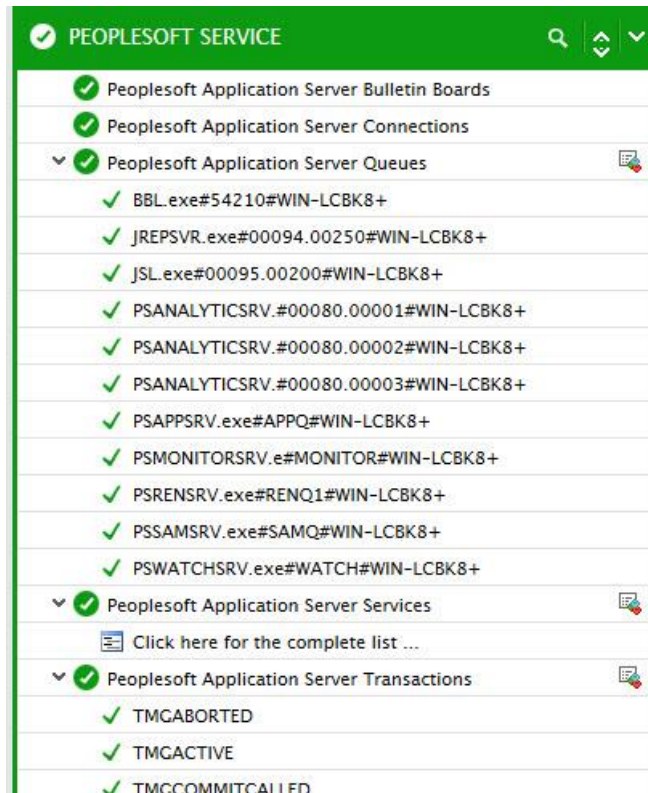 PEOPLESOFT SERVICE
Peoplesoft Application Server Bulletin Boards
Peoplesoft Application Server Connections
Peoplesoft Application Server Queues
BBL.exe#54210#WIN-LCBK8+
JREPSVR.exe#00094.00250#WIN-LCBK8+
JSL.exe#00095.00200#WIN-LCBK8+
PSANALYTICSRV.#00080.00001#WIN-LCBK8+
PSANALYTICSRV.#00080.00002#WIN-LCBK8+
PSANALYTICSRV.#00080.00003#WIN-LCBK8+
PSAPPSRV.exe#APPQ#WIN-LCBK8+
PSMONITORSRV.e#MONITOR#WIN-LCBK8+
PSRENSRV.exe#RENQ1#WIN-LCBK8+
PSSAMSRV.exe#SAMQ#WIN-LCBK8+
PSWATCHSRV.exe#WATCH#WIN-LCBK8+
Peoplesoft Application Server Services
Click here for the complete list ...
Peoplesoft Application Server Transactions
TMGABORTED
TMGACTIVE
TMGCOMMITCALLED